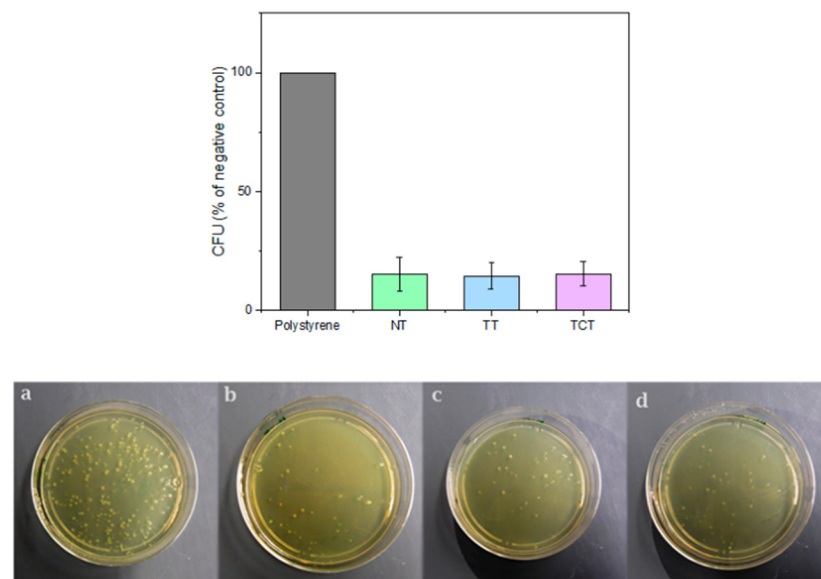 CFU (% of negative control)
100
50
0
Polystyrene NT TT TCT
a b c d